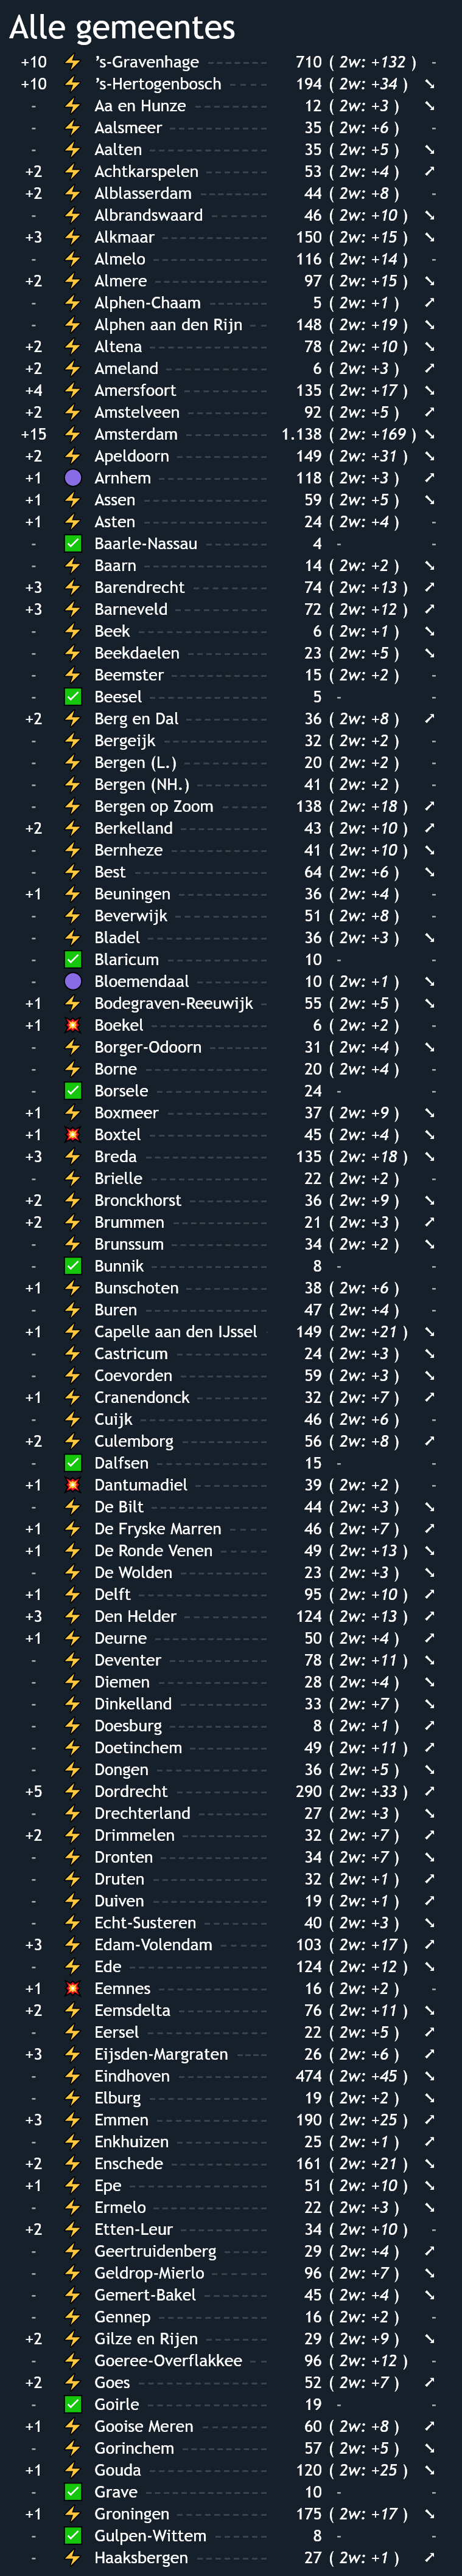 Alle gemeentes
+10 ⚡ ’s-Gravenhage 710 ( 2w: +132 ) -
+10 ⚡ ’s-Hertogenbosch 194 ( 2w: +34 ) ➘
- ⚡ Aa en Hunze 12 ( 2w: +3 ) ➘
- ⚡ Aalsmeer 35 ( 2w: +6 ) -
- ⚡ Aalten 35 ( 2w: +5 ) ➘
+2 ⚡ Achtkarspelen 53 ( 2w: +4 ) ➚
+2 ⚡ Alblasserdam 44 ( 2w: +8 ) -
- ⚡ Albrandswaard 46 ( 2w: +10 ) ➘
+3 ⚡ Alkmaar 150 ( 2w: +15 ) ➘
- ⚡ Almelo 116 ( 2w: +14 ) -
+2 ⚡ Almere 97 ( 2w: +15 ) ➘
- ⚡ Alphen-Chaam 5 ( 2w: +1 ) ➚
- ⚡ Alphen aan den Rijn 148 ( 2w: +19 ) ➘
+2 ⚡ Altena 78 ( 2w: +10 ) ➘
+2 ⚡ Ameland 6 ( 2w: +3 ) ➚
+4 ⚡ Amersfoort 135 ( 2w: +17 ) ➘
+2 ⚡ Amstelveen 92 ( 2w: +5 ) ➚
+15 ⚡ Amsterdam 1.138 ( 2w: +169 ) ➘
+2 ⚡ Apeldoorn 149 ( 2w: +31 ) ➘
+1 🟣 Arnhem 118 ( 2w: +3 ) ➚
+1 ⚡ Assen 59 ( 2w: +5 ) ➘
+1 ⚡ Asten 24 ( 2w: +4 ) -
- ✅ Baarle-Nassau 4 - -
- ⚡ Baarn 14 ( 2w: +2 ) ➘
+3 ⚡ Barendrecht 74 ( 2w: +13 ) ➚
+3 ⚡ Barneveld 72 ( 2w: +12 ) ➚
- ⚡ Beek 6 ( 2w: +1 ) ➘
- ⚡ Beekdaelen 23 ( 2w: +5 ) ➘
- ⚡ Beemster 15 ( 2w: +2 ) -
- ✅ Beesel 5 - -
+2 ⚡ Berg en Dal 36 ( 2w: +8 ) ➚
- ⚡ Bergeijk 32 ( 2w: +2 ) -
- ⚡ Bergen (L.) 20 ( 2w: +2 ) -
- ⚡ Bergen (NH.) 41 ( 2w: +2 ) -
- ⚡ Bergen op Zoom 138 ( 2w: +18 ) ➚
+2 ⚡ Berkelland 43 ( 2w: +10 ) ➚
- ⚡ Bernheze 41 ( 2w: +10 ) ➘
- ⚡ Best 64 ( 2w: +6 ) ➘
+1 ⚡ Beuningen 36 ( 2w: +4 ) -
- ⚡ Beverwijk 51 ( 2w: +8 ) -
- ⚡ Bladel 36 ( 2w: +3 ) ➘
- ✅ Blaricum 10 - -
- 🟣 Bloemendaal 10 ( 2w: +1 ) ➘
+1 ⚡ Bodegraven-Reeuwijk 55 ( 2w: +5 ) ➘
+1 💥 Boekel 6 ( 2w: +2 ) -
- ⚡ Borger-Odoorn 31 ( 2w: +4 ) ➘
- ⚡ Borne 20 ( 2w: +4 ) -
- ✅ Borsele 24 - -
+1 ⚡ Boxmeer 37 ( 2w: +9 ) ➘
+1 💥 Boxtel 45 ( 2w: +4 ) ➘
+3 ⚡ Breda 135 ( 2w: +18 ) ➘
- ⚡ Brielle 22 ( 2w: +2 ) -
+2 ⚡ Bronckhorst 36 ( 2w: +9 ) ➘
+2 ⚡ Brummen 21 ( 2w: +3 ) ➚
- ⚡ Brunssum 34 ( 2w: +2 ) ➘
- ✅ Bunnik 8 - -
+1 ⚡ Bunschoten 38 ( 2w: +6 ) -
- ⚡ Buren 47 ( 2w: +4 ) -
+1 ⚡ Capelle aan den IJssel 149 ( 2w: +21 ) ➘
- ⚡ Castricum 24 ( 2w: +3 ) ➘
- ⚡ Coevorden 59 ( 2w: +3 ) ➘
+1 ⚡ Cranendonck 32 ( 2w: +7 ) ➚
- ⚡ Cuijk 46 ( 2w: +6 ) -
+2 ⚡ Culemborg 56 ( 2w: +8 ) ➚
- ✅ Dalfsen 15 - -
+1 💥 Dantumadiel 39 ( 2w: +2 ) -
- ⚡ De Bilt 44 ( 2w: +3 ) ➘
+1 ⚡ De Fryske Marren 46 ( 2w: +7 ) ➚
+1 ⚡ De Ronde Venen 49 ( 2w: +13 ) ➘
- ⚡ De Wolden 23 ( 2w: +3 ) ➘
+1 ⚡ Delft 95 ( 2w: +10 ) ➚
+3 ⚡ Den Helder 124 ( 2w: +13 ) ➚
+1 ⚡ Deurne 50 ( 2w: +4 ) ➚
- ⚡ Deventer 78 ( 2w: +11 ) ➘
- ⚡ Diemen 28 ( 2w: +4 ) ➘
- ⚡ Dinkelland 33 ( 2w: +7 ) ➘
- ⚡ Doesburg 8 ( 2w: +1 ) ➚
- ⚡ Doetinchem 49 ( 2w: +11 ) ➚
- ⚡ Dongen 36 ( 2w: +5 ) ➘
+5 ⚡ Dordrecht 290 ( 2w: +33 ) ➚
- ⚡ Drechterland 27 ( 2w: +3 ) ➘
+2 ⚡ Drimmelen 32 ( 2w: +7 ) ➚
- ⚡ Dronten 34 ( 2w: +7 ) ➘
- ⚡ Druten 32 ( 2w: +1 ) ➚
- ⚡ Duiven 19 ( 2w: +1 ) ➚
- ⚡ Echt-Susteren 40 ( 2w: +3 ) ➘
+3 ⚡ Edam-Volendam 103 ( 2w: +17 ) ➚
- ⚡ Ede 124 ( 2w: +12 ) ➘
+1 💥 Eemnes 16 ( 2w: +2 ) -
+2 ⚡ Eemsdelta 76 ( 2w: +11 ) ➘
- ⚡ Eersel 22 ( 2w: +5 ) ➚
+3 ⚡ Eijsden-Margraten 26 ( 2w: +6 ) ➚
- ⚡ Eindhoven 474 ( 2w: +45 ) ➘
- ⚡ Elburg 19 ( 2w: +2 ) ➘
+3 ⚡ Emmen 190 ( 2w: +25 ) ➚
- ⚡ Enkhuizen 25 ( 2w: +1 ) ➚
+2 ⚡ Enschede 161 ( 2w: +21 ) ➘
+1 ⚡ Epe 51 ( 2w: +10 ) ➘
- ⚡ Ermelo 22 ( 2w: +3 ) ➘
+2 ⚡ Etten-Leur 34 ( 2w: +10 ) -
- ⚡ Geertruidenberg 29 ( 2w: +4 ) ➚
- ⚡ Geldrop-Mierlo 96 ( 2w: +7 ) ➘
- ⚡ Gemert-Bakel 45 ( 2w: +4 ) ➘
- ⚡ Gennep 16 ( 2w: +2 ) -
+2 ⚡ Gilze en Rijen 29 ( 2w: +9 ) ➘
- ⚡ Goeree-Overflakkee 96 ( 2w: +12 ) -
+2 ⚡ Goes 52 ( 2w: +7 ) ➚
- ✅ Goirle 19 - -
+1 ⚡ Gooise Meren 60 ( 2w: +8 ) ➚
- ⚡ Gorinchem 57 ( 2w: +5 ) ➘
+1 ⚡ Gouda 120 ( 2w: +25 ) ➘
- ✅ Grave 10 - -
+1 ⚡ Groningen 175 ( 2w: +17 ) ➘
- ✅ Gulpen-Wittem 8 - -
- ⚡ Haaksbergen 27 ( 2w: +1 ) ➚